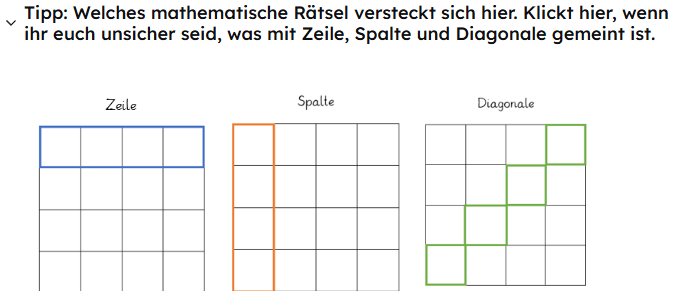 Tipp: Welches mathematische Rätsel versteckt sich hier. Klickt hier, wenn
ihr euch unsicher seid, was mit Zeile, Spalte und Diagonale gemeint ist.
Zeile
Spalte
Diagonale